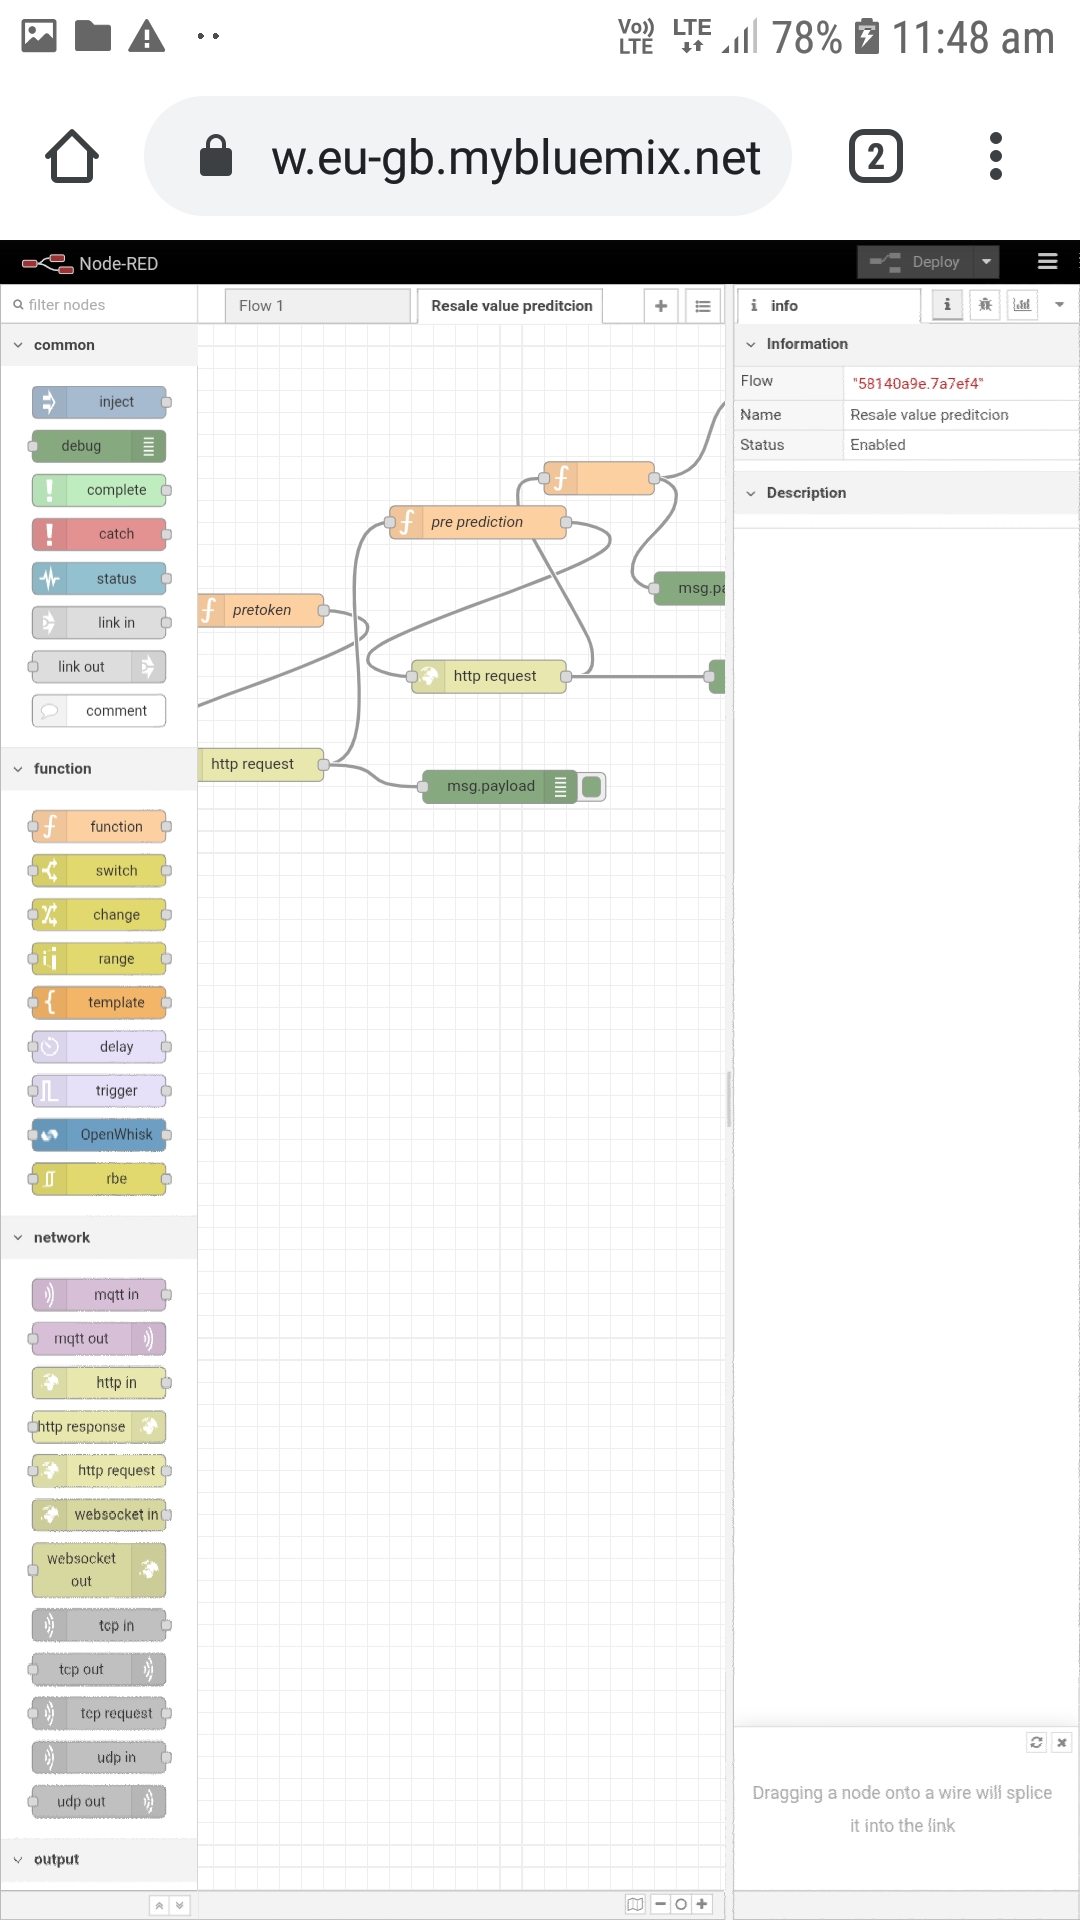 Vo)) LTE LTE 78% 11:48 am
w.eu-gb.mybluemix.net 2
Node-RED Deploy
filter nodes Flow 1 Resale value preditcion info
common
inject
debug
complete
catch
status
link in
link out
comment
function
function
switch
change
range
template
delay
trigger
OpenWhisk
rbe
network
mqtt in
mqtt out
http in
http response
http request
websocket in
websocket
out
tcp in
tcp out
tcp request
udp in
udp out
output
pre prediction
msg.pa
pretoken
http request
http request
msg.payload
Information
Flow "58140a9e.7a7ef4"
Name Resale value preditcion
Status Enabled
Description
Dragging a node onto a wire will splice
it into the link